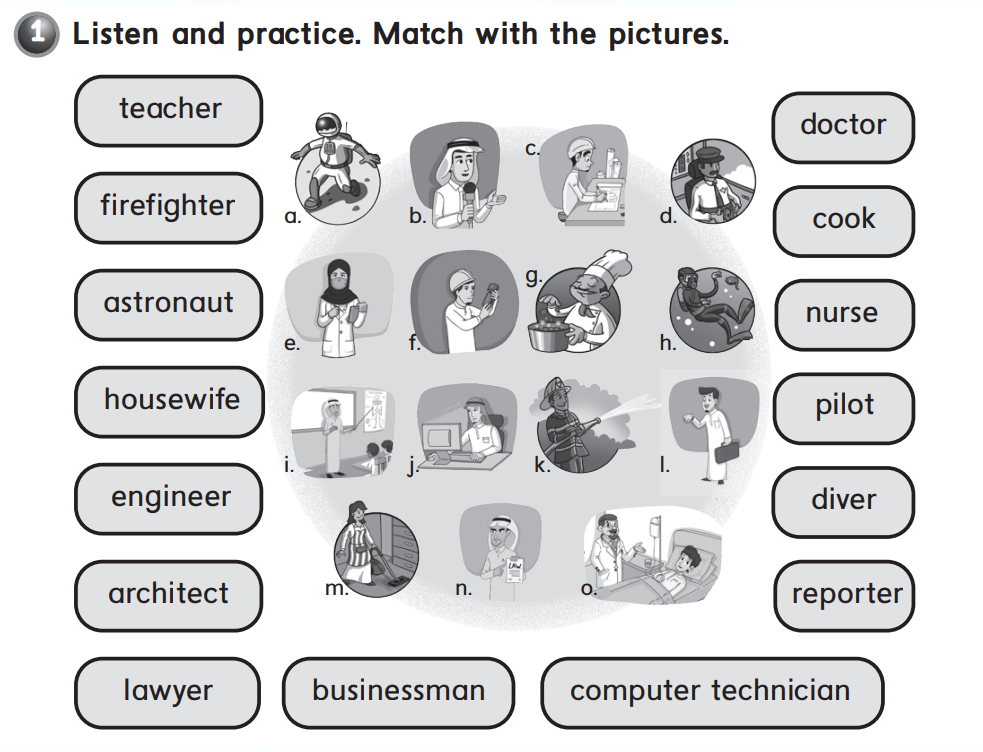 1 Listen and practice. Match with the pictures.
teacher
firefighter
astronaut
housewife
engineer
architect
lawyer
businessman
computer technician
a.
b.
c.
d.
e.
f.
g.
h.
i.
j.
k.
l.
m.
n.
LAW
o.
doctor
cook
nurse
pilot
diver
reporter